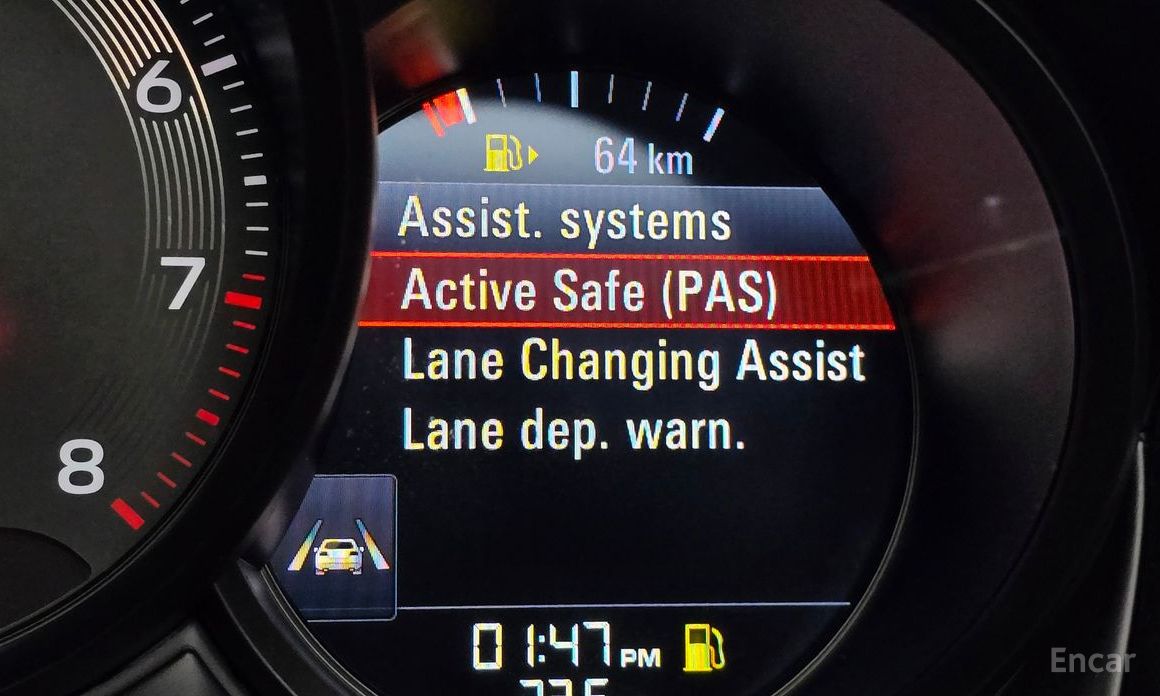 6
7
8
64 km
Assist. systems
Active Safe (PAS)
Lane Changing Assist
Lane dep. warn.
01:47 PM
Encar